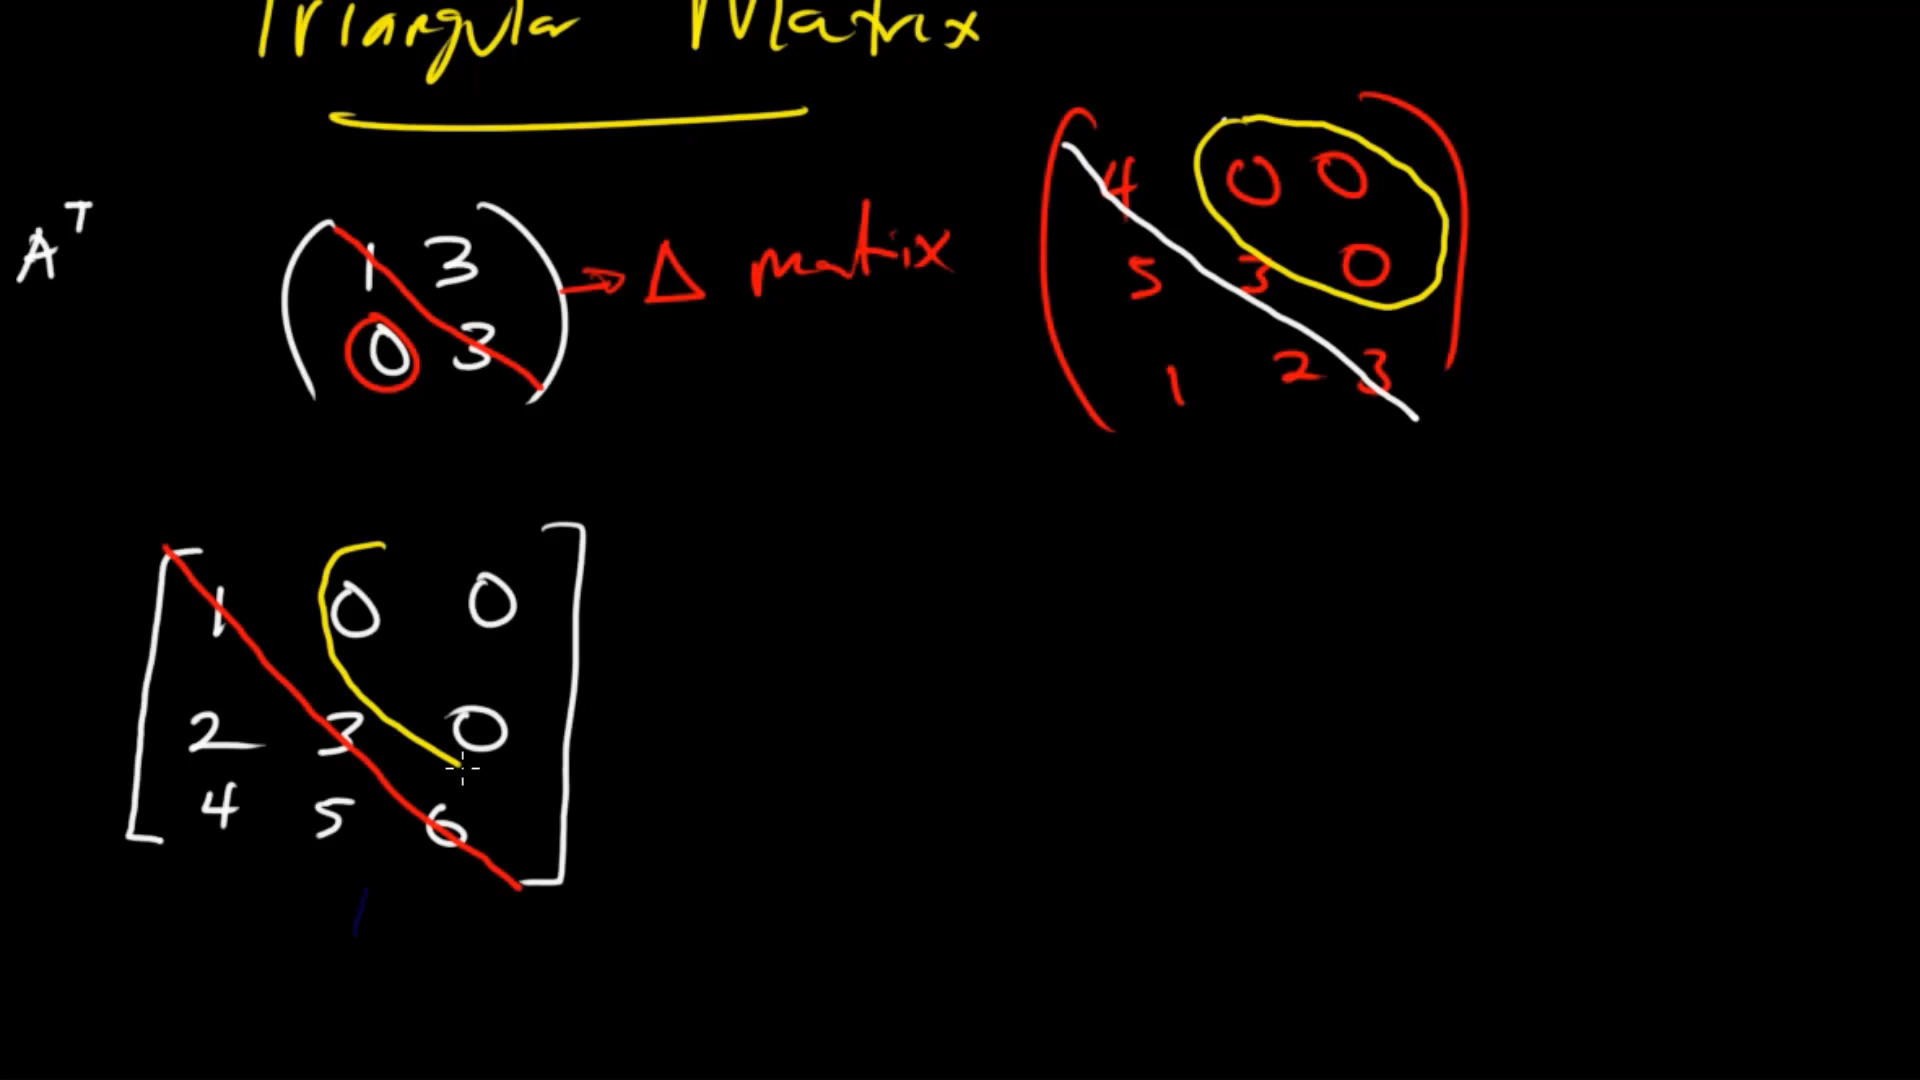 Triangular Matrix
A^T
1 3 → Δ matrix
0 3
4 0 0
5 3 0
1 2 3
1 0 0
2 3 0
4 5 6